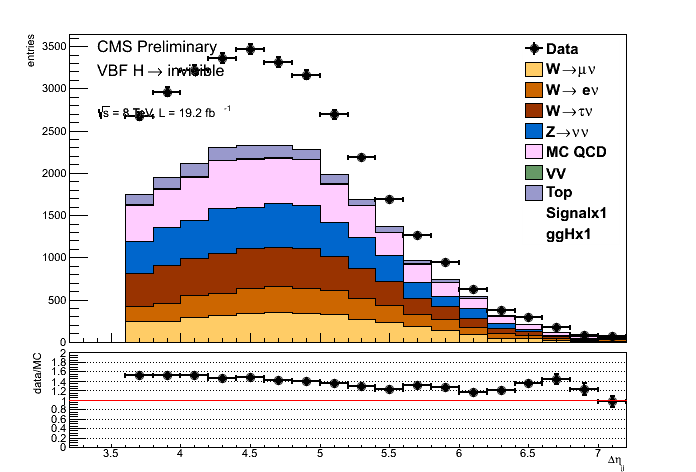 entries
CMS Preliminary
VBF H → invisible
√s = 8 TeV, L = 19.2 fb⁻¹
Data
W→μν
W→ eν
W→τν
Z→νν
MC QCD
VV
Top
Signalx1
ggHx1
3500
3000
2500
2000
1500
1000
500
0
data/MC
2
1.8
1.6
1.4
1.2
1
0.8
0.6
0.4
0.2
0
3.5 4 4.5 5 5.5 6 6.5 7
Δη_jj